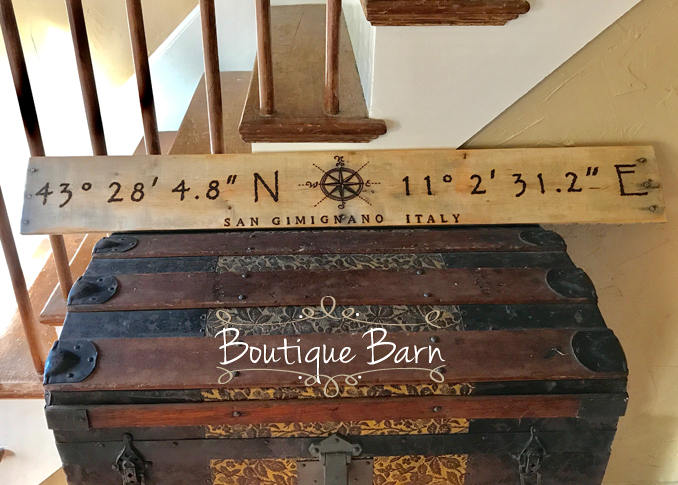 43° 28' 4.8" N 11° 2' 31.2" E
SAN GIMIGNANO ITALY
Boutique Barn